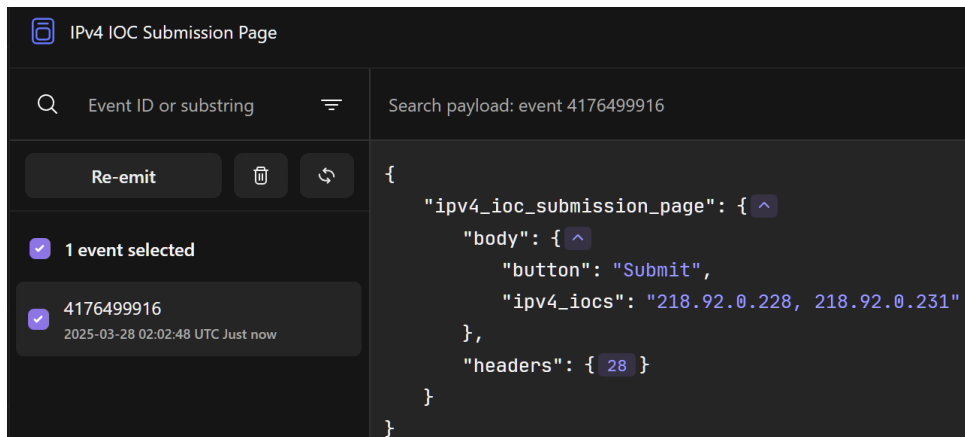 IPv4 IOC Submission Page
Event ID or substring
Search payload: event 4176499916
Re-emit
1 event selected
4176499916
2025-03-28 02:02:48 UTC Just now
{
"ipv4_ioc_submission_page": {
"body": {
"button": "Submit",
"ipv4_iocs": "218.92.0.228, 218.92.0.231"
},
"headers": { 28 }
}
}